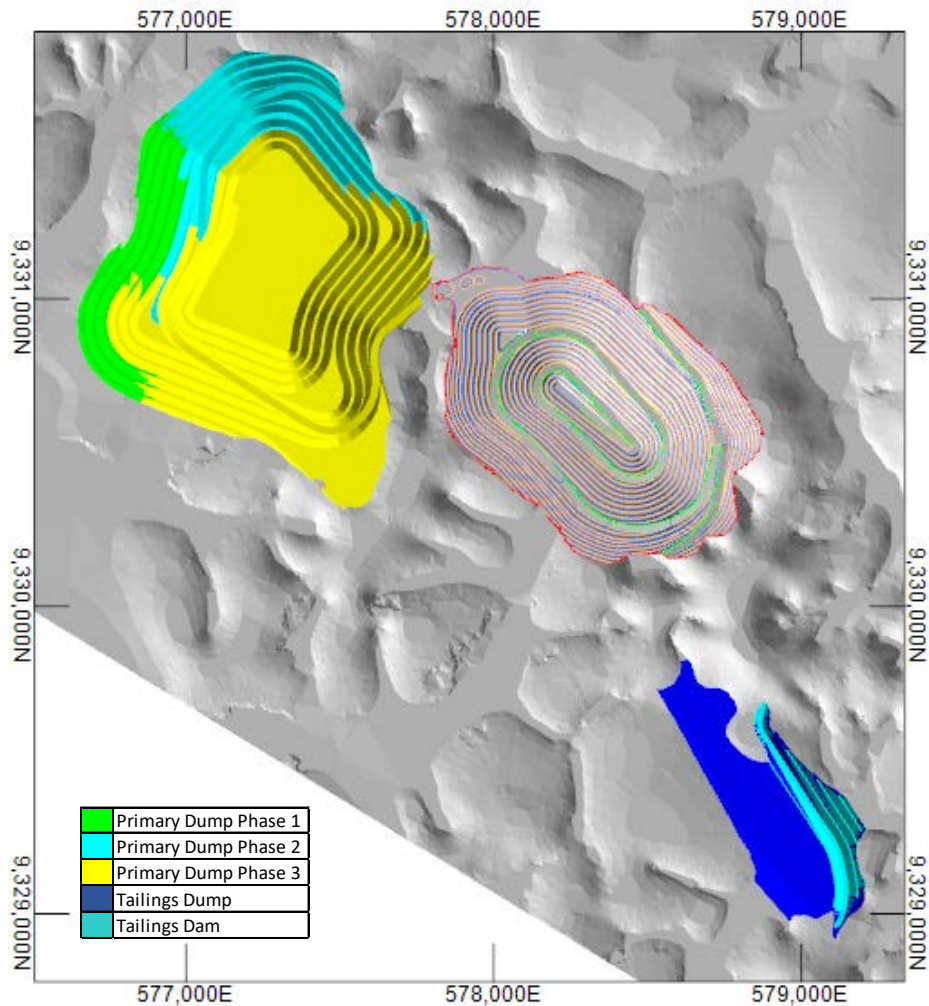 577,000E 578,000E 579,000E
9,331,000N 9,331,000N
9,330,000N 9,330,000N
Primary Dump Phase 1
Primary Dump Phase 2
Primary Dump Phase 3
Tailings Dump
Tailings Dam
9,329,000N 9,329,000N
577,000E 578,000E 579,000E